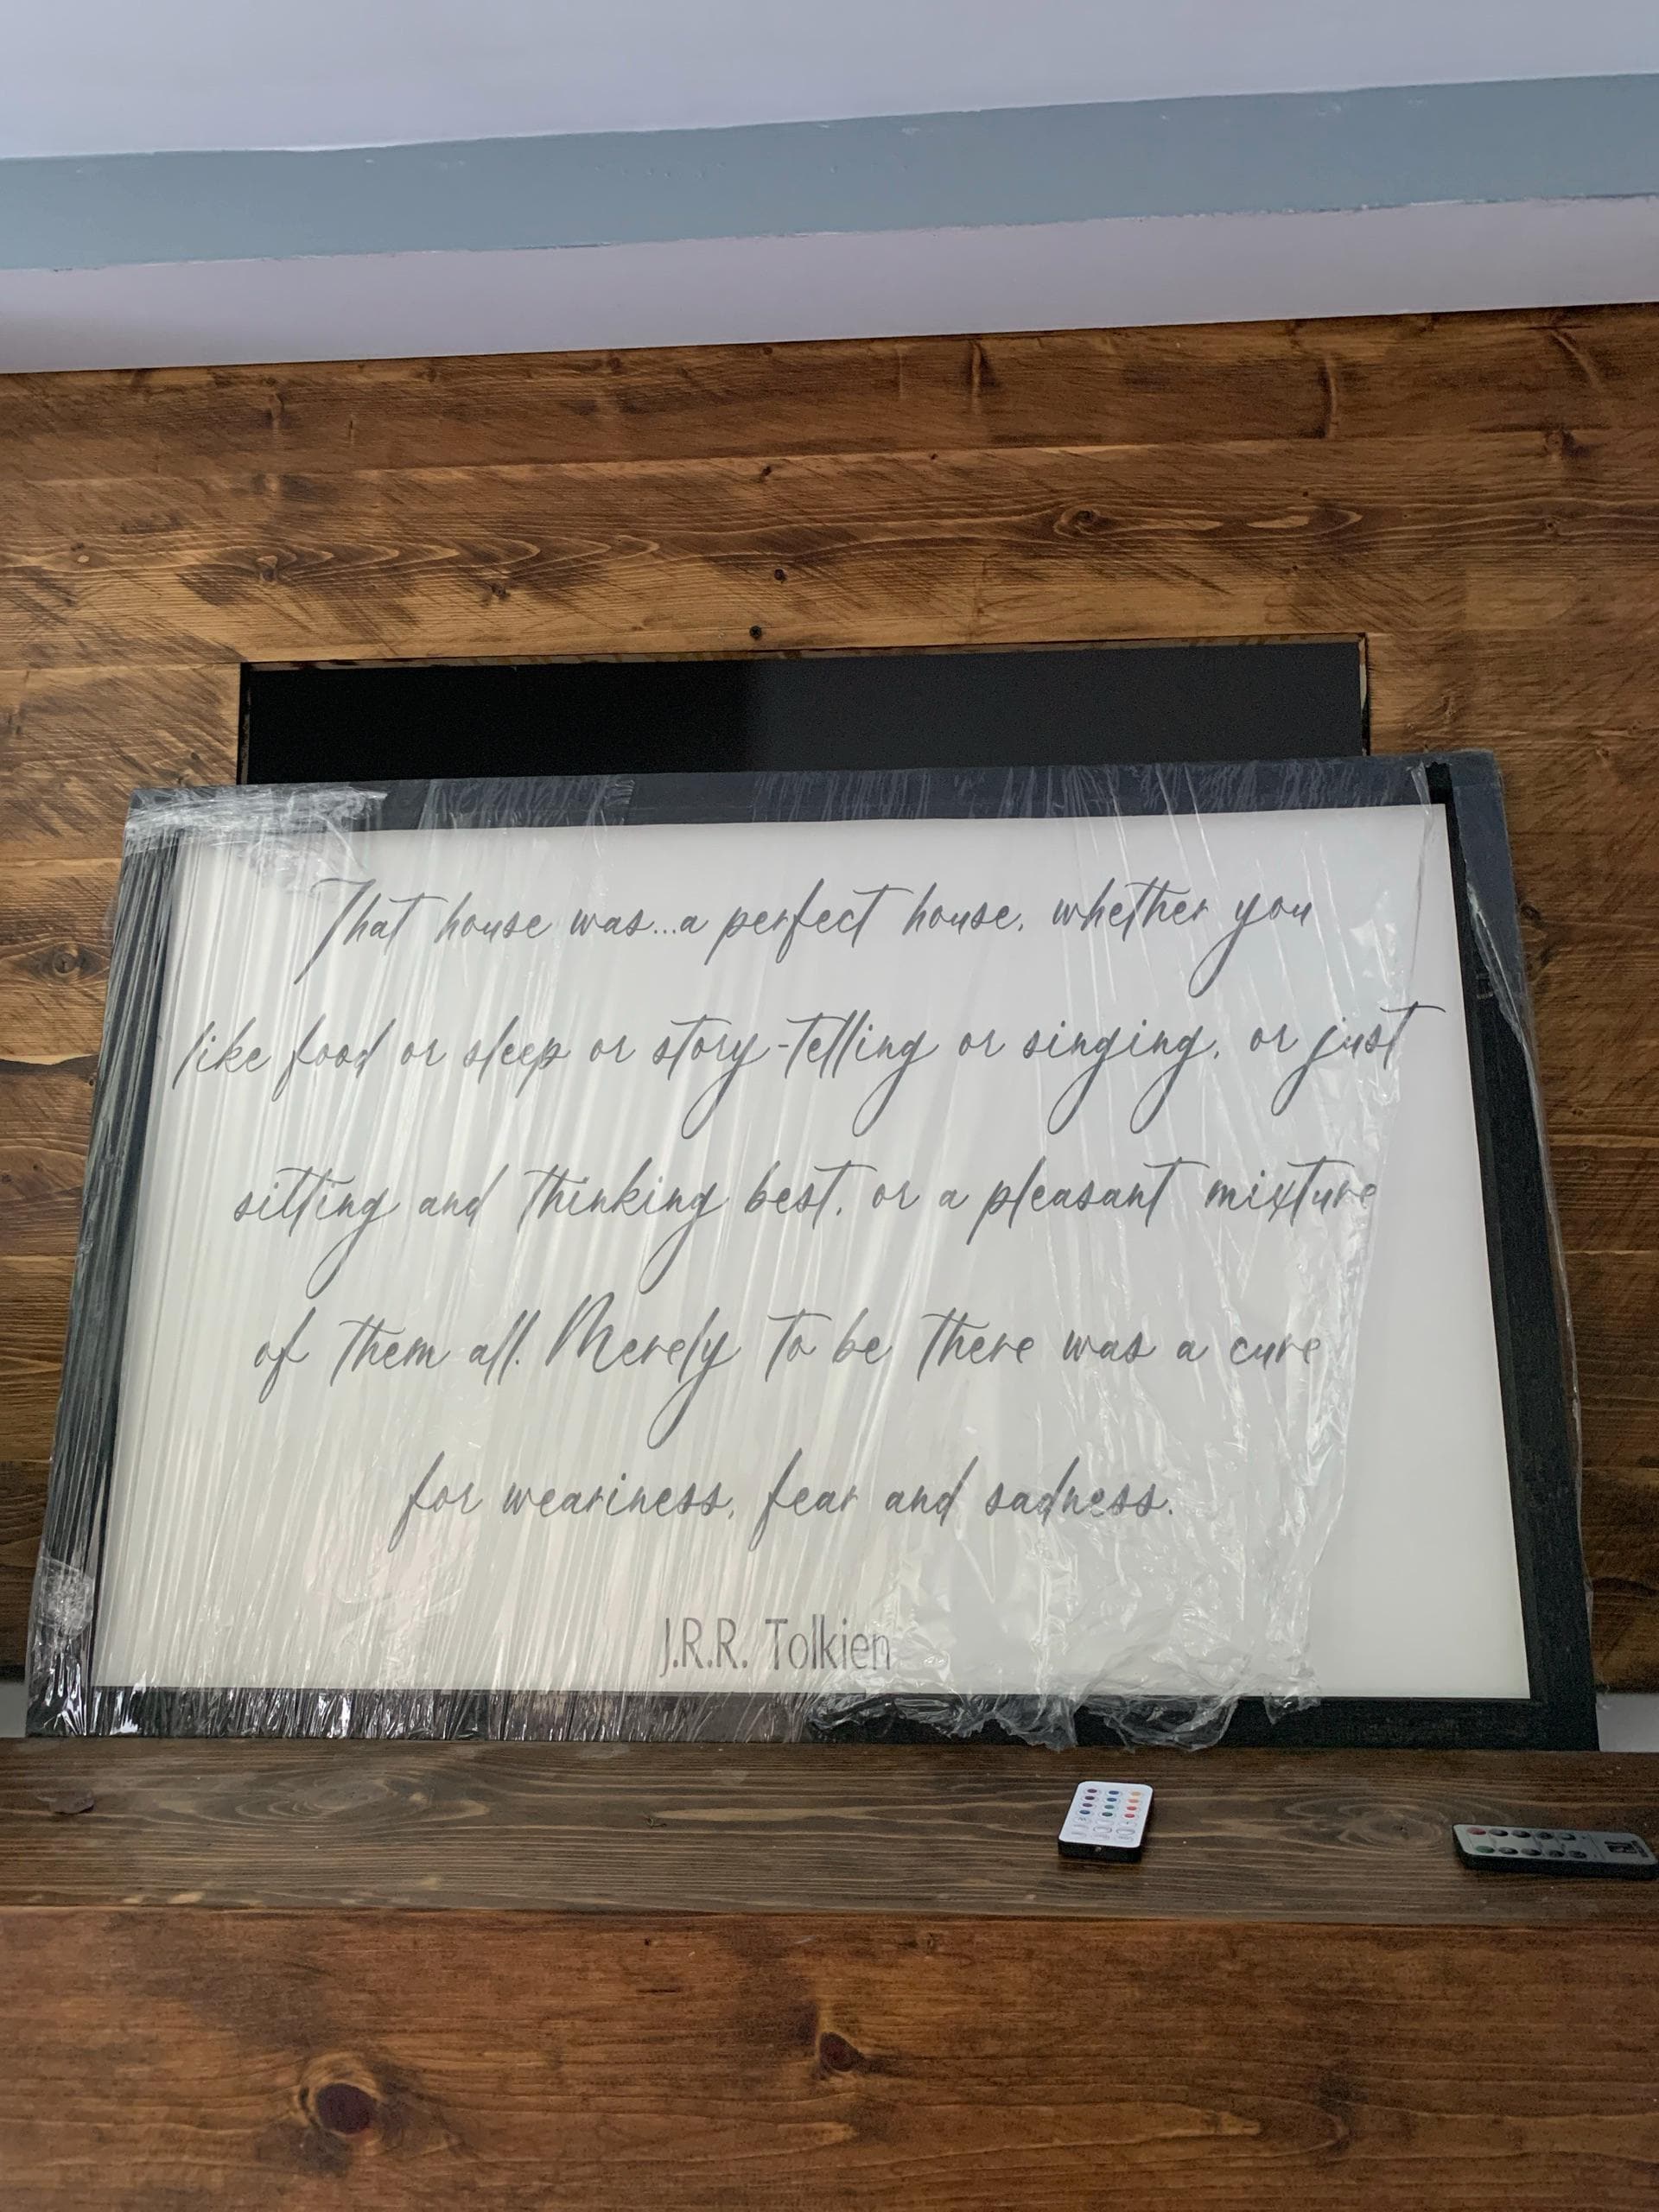 That house was...a perfect house, whether you
like food or sleep or story-telling or singing, or just
sitting and thinking best, or a pleasant mixture
of them all. Merely to be there was a cure
for weariness, fear and sadness.
J.R.R. Tolkien